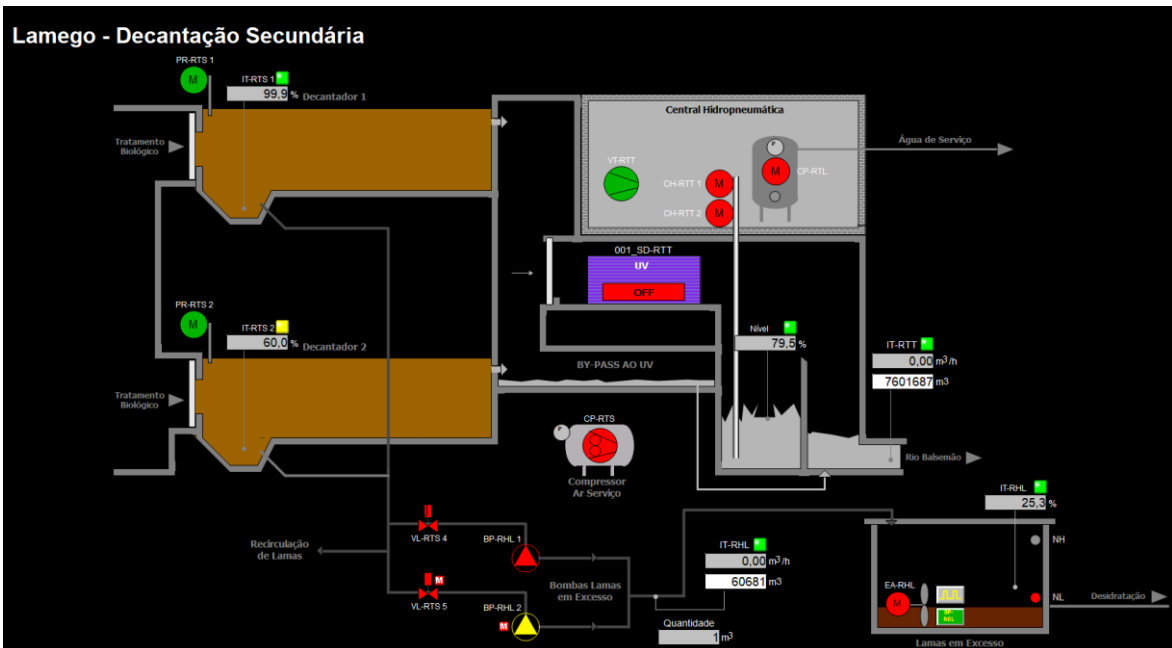 Lamego - Decantação Secundária
PR-RTS 1
M
IT-RTS 1
99,9 %
Decantador 1
Tratamento
Biológico
Central Hidropneumática
VT-RTT
CH-RTT 1
M
CH-RTT 2
M
P
M
CP-RTL
Água de Serviço
001_SD-RTT
UV
OFF
PR-RTS 2
M
IT-RTS 2
60,0 %
Decantador 2
Tratamento
Biológico
BY-PASS AO UV
Nível
79,5 %
IT-RTT
0,00 m3/h
7601687 m3
Rio Balsemão
CP-RTS
P
Compressor
Ar Serviço
IT-RHL
25,3 %
NH
NL
EA-RHL
M
BP-
REL
Desidratação
Lamas em Excesso
Recirculação
de Lamas
VL-RTS 4
BP-RHL 1
M
VL-RTS 5
BP-RHL 2
M
Bombas Lamas
em Excesso
IT-RHL
0,00 m3/h
60681 m3
Quantidade
1 m3